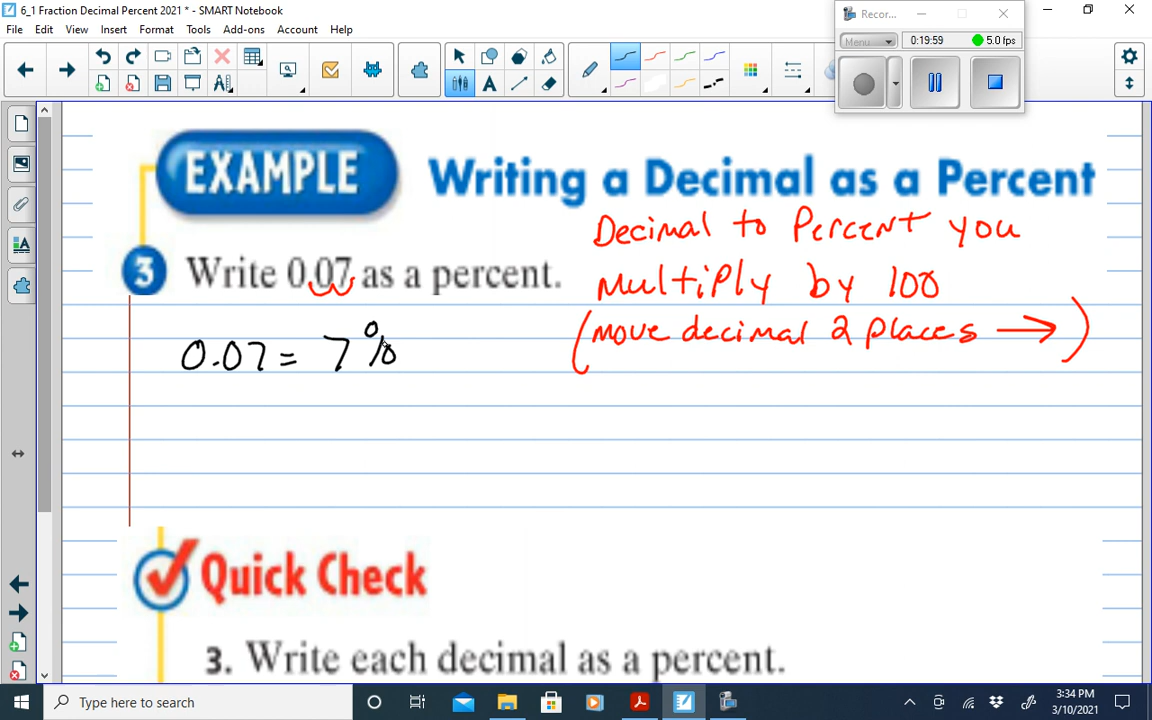 6_1 Fraction Decimal Percent 2021 * - SMART Notebook
Recor...
File Edit View Insert Format Tools Add-ons Account Help
Menu 0:19:59 5.0 fps
EXAMPLE Writing a Decimal as a Percent
Decimal to Percent you
3 Write 0.07 as a percent.
Multiply by 100
(move decimal 2 places →)
0.07 = 7%
Quick Check
3. Write each decimal as a percent.
Type here to search
3:34 PM
3/10/2021